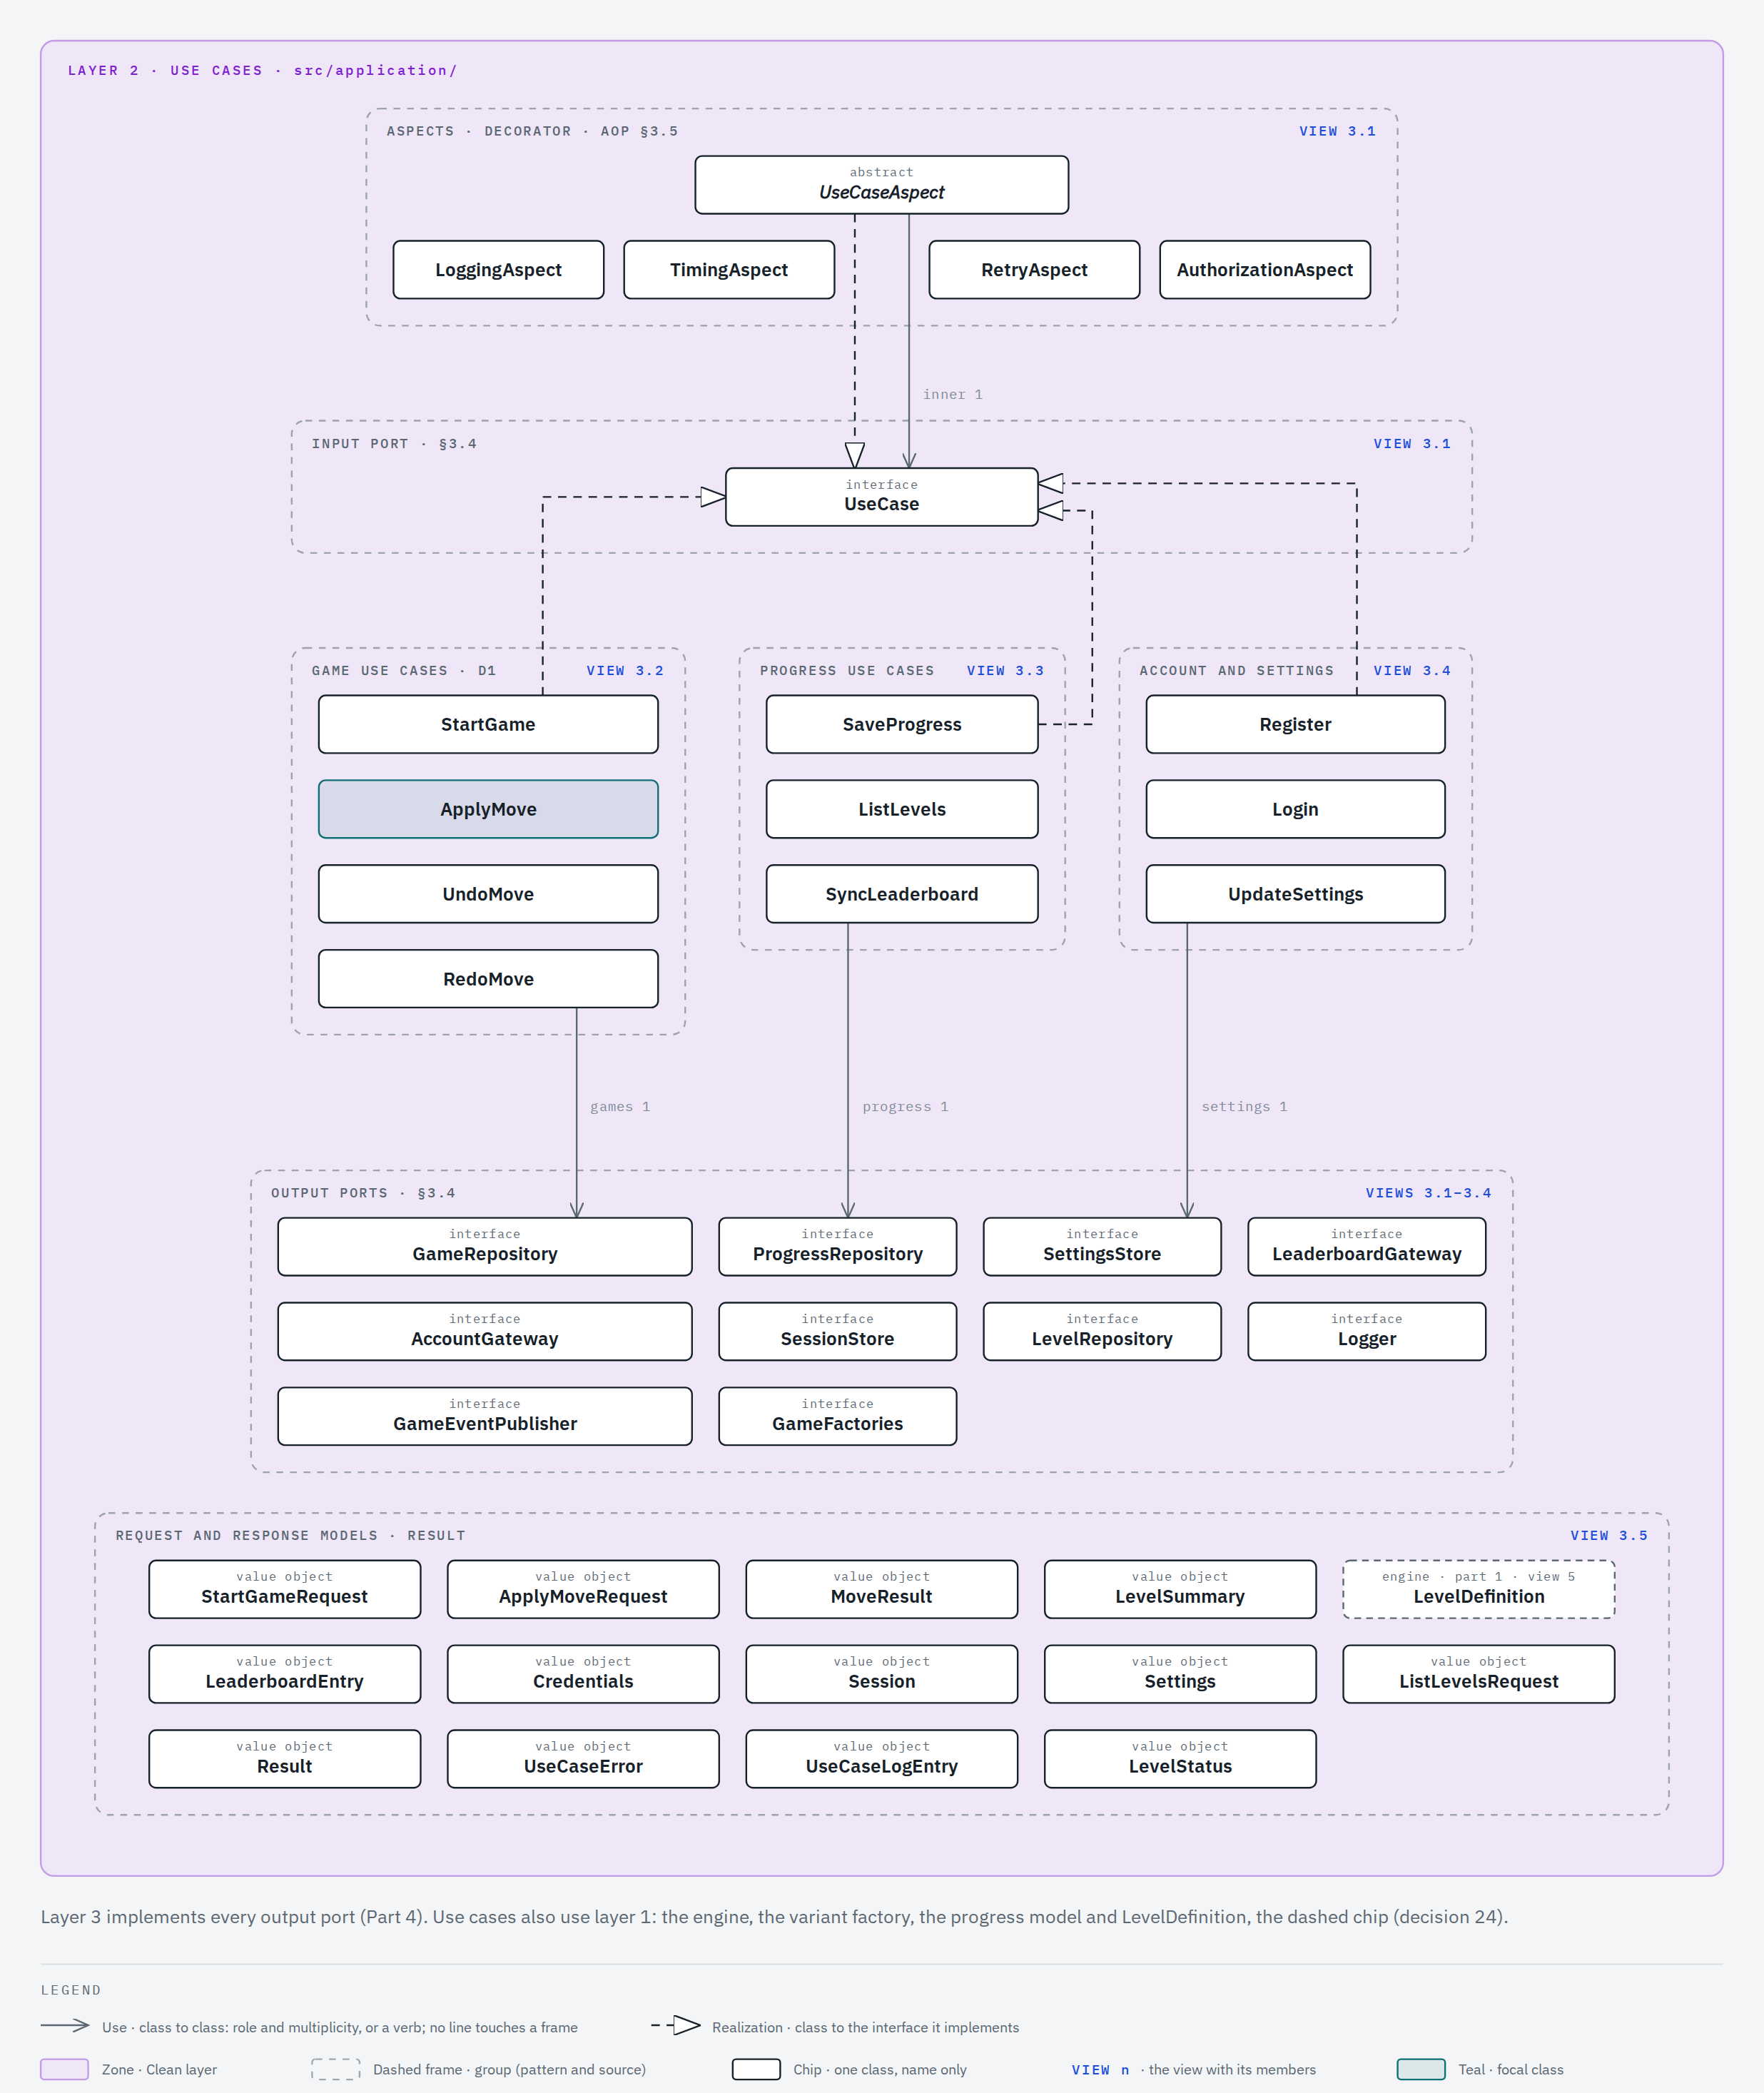 LAYER 2 · USE CASES · src/application/
ASPECTS · DECORATOR · AOP §3.5
VIEW 3.1
abstract
UseCaseAspect
LoggingAspect
TimingAspect
RetryAspect
AuthorizationAspect
inner 1
INPUT PORT · §3.4
VIEW 3.1
interface
UseCase
GAME USE CASES · D1
VIEW 3.2
StartGame
ApplyMove
UndoMove
RedoMove
PROGRESS USE CASES
VIEW 3.3
SaveProgress
ListLevels
SyncLeaderboard
ACCOUNT AND SETTINGS
VIEW 3.4
Register
Login
UpdateSettings
games 1
progress 1
settings 1
OUTPUT PORTS · §3.4
VIEWS 3.1–3.4
interface
GameRepository
interface
ProgressRepository
interface
SettingsStore
interface
LeaderboardGateway
interface
AccountGateway
interface
SessionStore
interface
LevelRepository
interface
Logger
interface
GameEventPublisher
interface
GameFactories
REQUEST AND RESPONSE MODELS · RESULT
VIEW 3.5
value object
StartGameRequest
value object
ApplyMoveRequest
value object
MoveResult
value object
LevelSummary
engine · part 1 · view 5
LevelDefinition
value object
LeaderboardEntry
value object
Credentials
value object
Session
value object
Settings
value object
ListLevelsRequest
value object
Result
value object
UseCaseError
value object
UseCaseLogEntry
value object
LevelStatus
Layer 3 implements every output port (Part 4). Use cases also use layer 1: the engine, the variant factory, the progress model and LevelDefinition, the dashed chip (decision 24).
LEGEND
Use · class to class: role and multiplicity, or a verb; no line touches a frame
Realization · class to the interface it implements
Zone · Clean layer
Dashed frame · group (pattern and source)
Chip · one class, name only
VIEW n · the view with its members
Teal · focal class